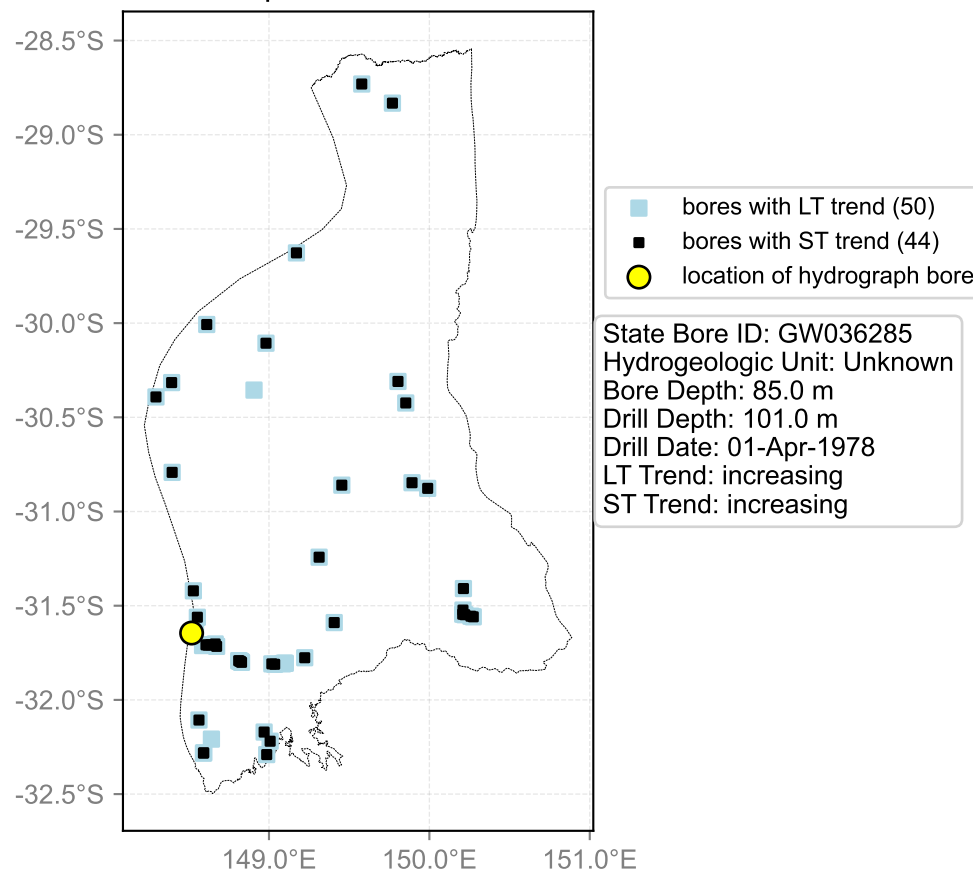 -28.5°S
-29.0°S
-29.5°S
-30.0°S
-30.5°S
-31.0°S
-31.5°S
-32.0°S
-32.5°S
149.0°E
150.0°E
151.0°E
bores with LT trend (50)
bores with ST trend (44)
location of hydrograph bore
State Bore ID: GW036285
Hydrogeologic Unit: Unknown
Bore Depth: 85.0 m
Drill Depth: 101.0 m
Drill Date: 01-Apr-1978
LT Trend: increasing
ST Trend: increasing